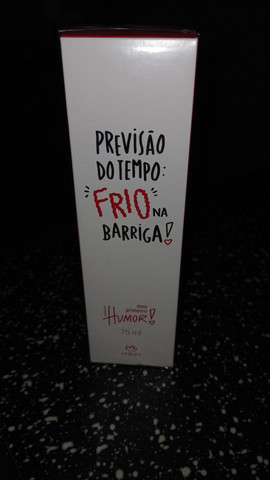 PREVISÃO
DO TEMPO:
"FRIO" NA
BARRIGA!
meu
primeiro
HUMOR!
75 ml
natura